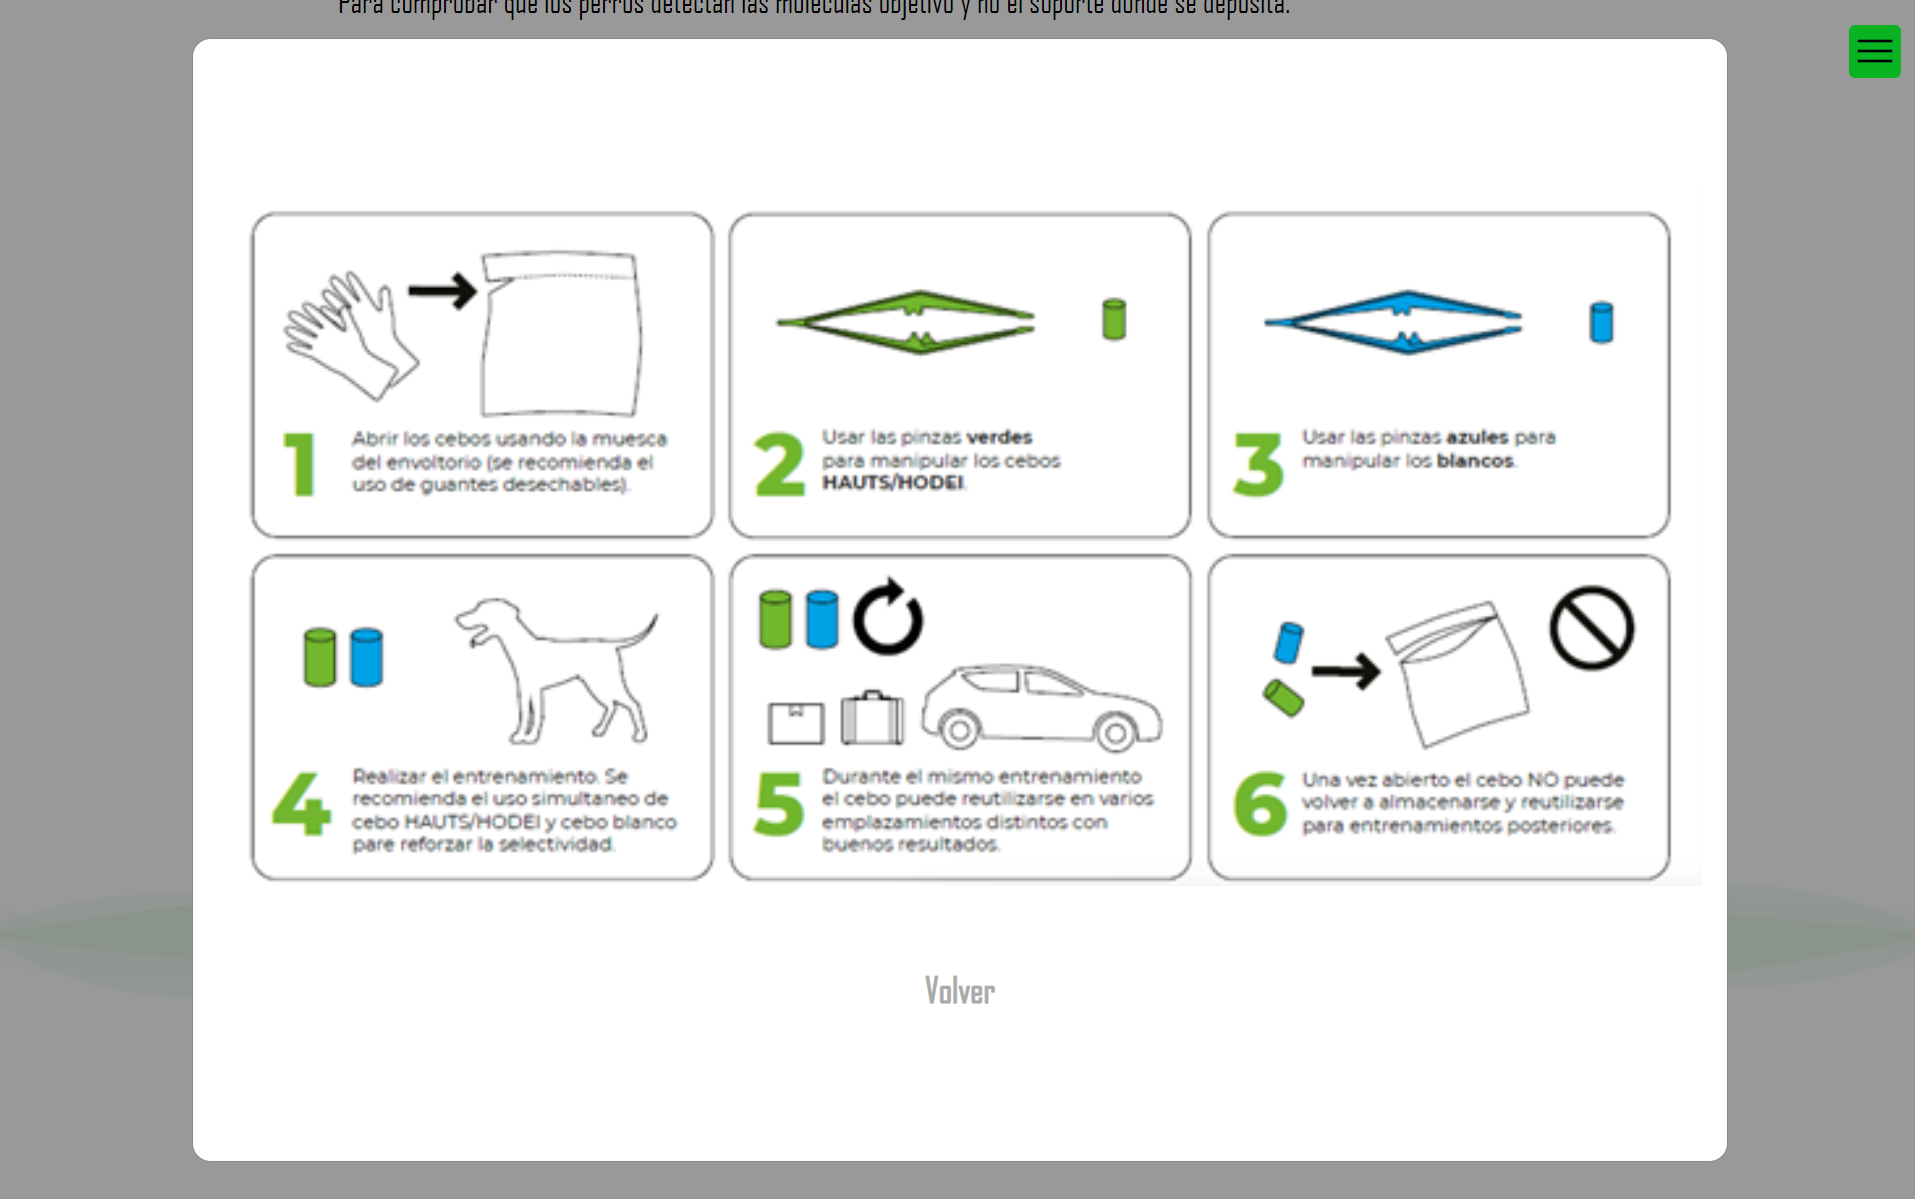 Para comprobar que los perros detectan las moléculas objetivo y no el soporte donde se deposita.
1
Abrir los cebos usando la muesca
del envoltorio (se recomienda el
uso de guantes desechables).
2
Usar las pinzas verdes
para manipular los cebos
HAUTS/HODEI.
3
Usar las pinzas azules para
manipular los blancos.
4
Realizar el entrenamiento. Se
recomienda el uso simultaneo de
cebo HAUTS/HODEI y cebo blanco
pare reforzar la selectividad.
5
Durante el mismo entrenamiento
el cebo puede reutilizarse en varios
emplazamientos distintos con
buenos resultados.
6
Una vez abierto el cebo NO puede
volver a almacenarse y reutilizarse
para entrenamientos posteriores.
Volver